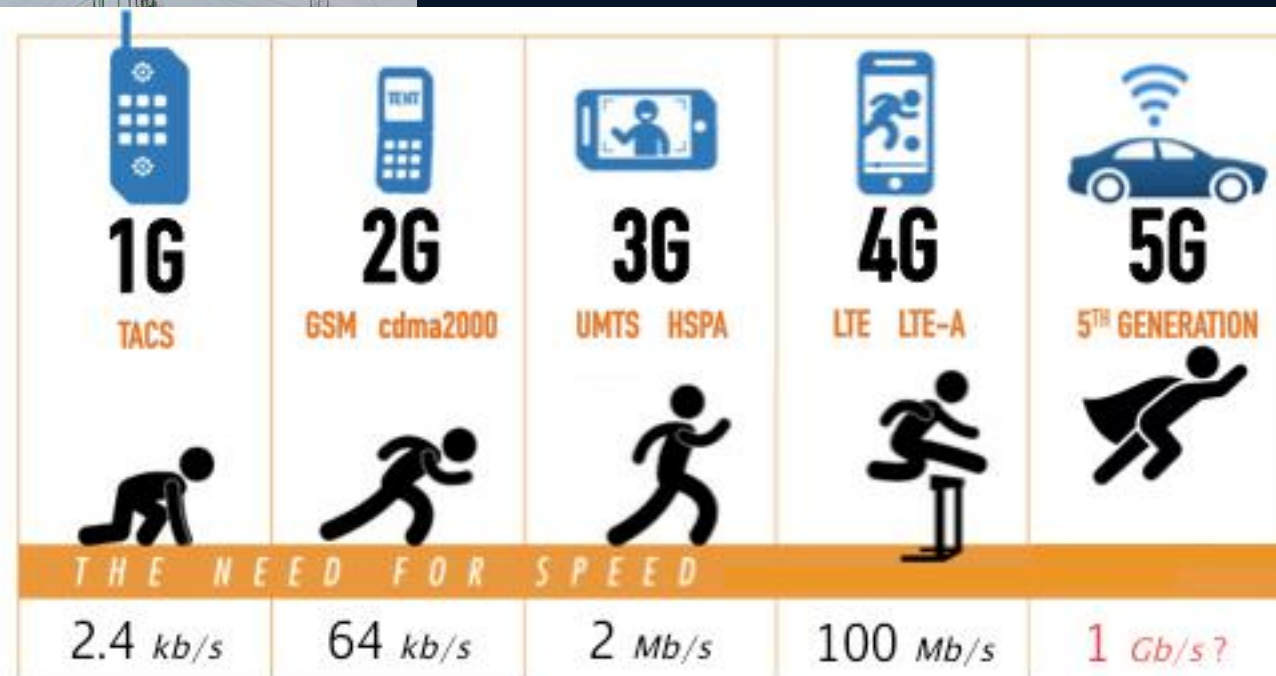 1G 2G 3G 4G 5G
TACS GSM cdma2000 UMTS HSPA LTE LTE-A 5TH GENERATION
THE NEED FOR SPEED
2.4 kb/s 64 kb/s 2 Mb/s 100 Mb/s 1 Gb/s?